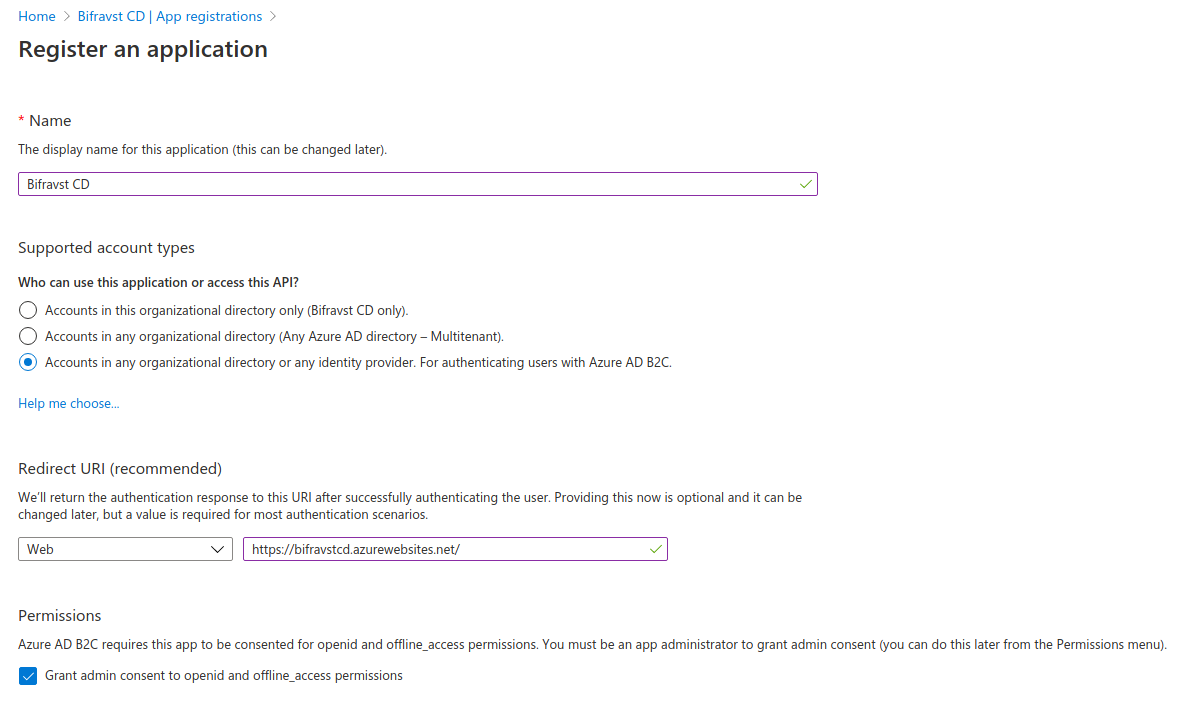 Home > Bifravst CD | App registrations >
Register an application
* Name
The display name for this application (this can be changed later).
Bifravst CD
Supported account types
Who can use this application or access this API?
Accounts in this organizational directory only (Bifravst CD only).
Accounts in any organizational directory (Any Azure AD directory – Multitenant).
Accounts in any organizational directory or any identity provider. For authenticating users with Azure AD B2C.
Help me choose...
Redirect URI (recommended)
We'll return the authentication response to this URI after successfully authenticating the user. Providing this now is optional and it can be
changed later, but a value is required for most authentication scenarios.
Web https://bifravstcd.azurewebsites.net/
Permissions
Azure AD B2C requires this app to be consented for openid and offline_access permissions. You must be an app administrator to grant admin consent (you can do this later from the Permissions menu).
Grant admin consent to openid and offline_access permissions